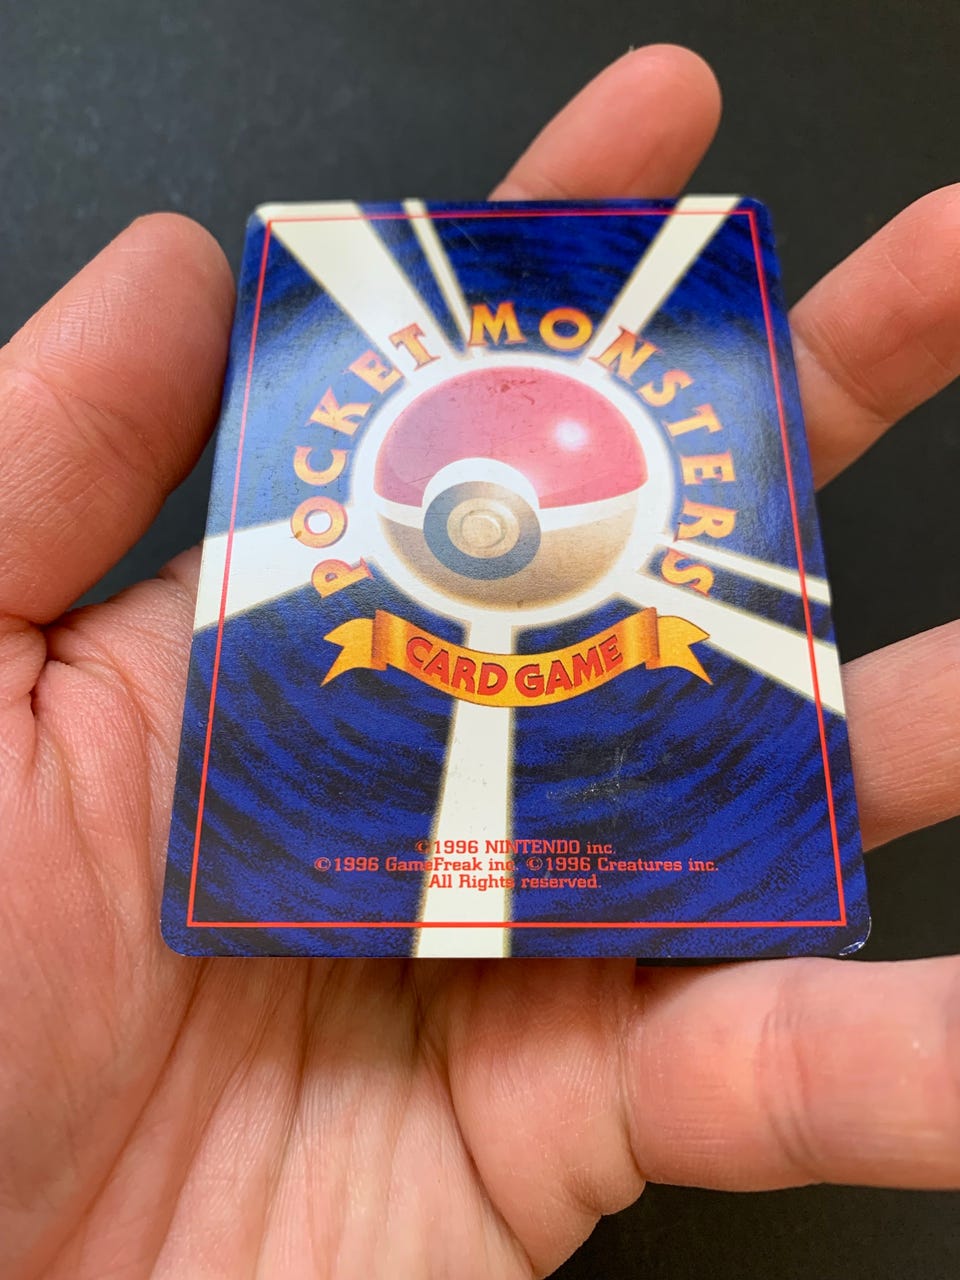 POCKET MONSTERS
CARD GAME
©1996 NINTENDO inc.
©1996 GameFreak inc. ©1996 Creatures inc.
All Rights reserved.